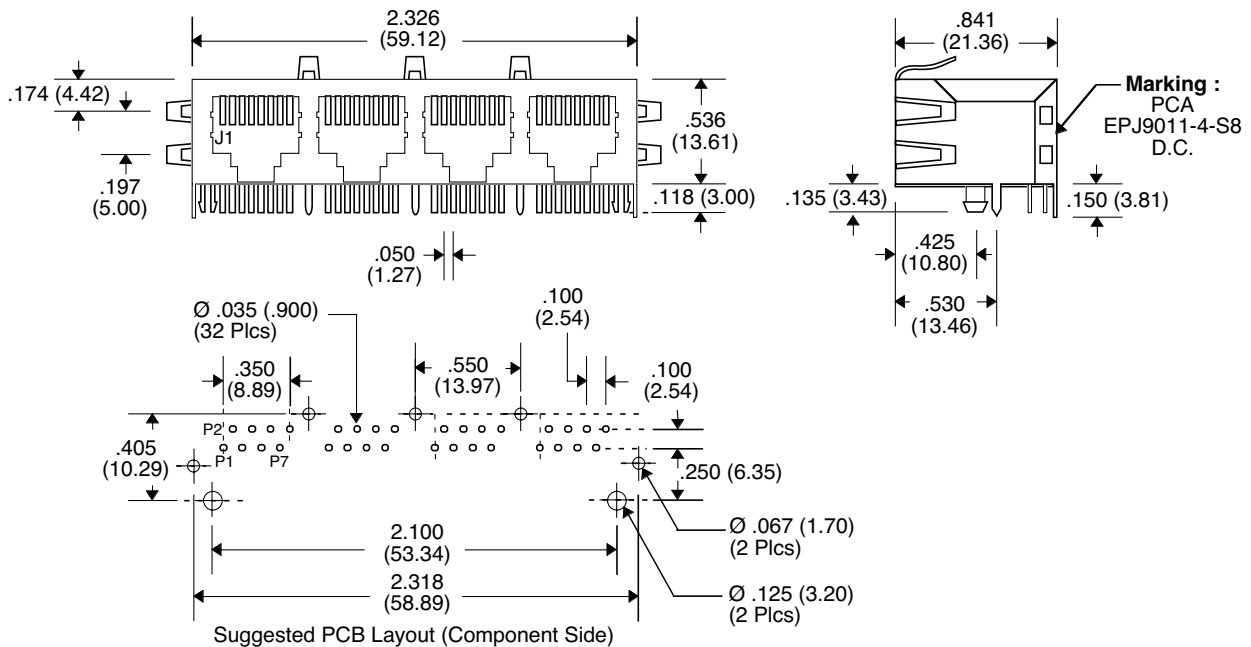 2.326
(59.12)
.174 (4.42)
J1
.536
(13.61)
.197
(5.00)
.118 (3.00)
.050
(1.27)
.841
(21.36)
Marking :
PCA
EPJ9011-4-S8
D.C.
.135 (3.43)
.150 (3.81)
.425
(10.80)
.530
(13.46)
Ø .035 (.900)
(32 Plcs)
.100
(2.54)
.350
(8.89)
.550
(13.97)
.100
(2.54)
P2
.405
(10.29)
P1
P7
.250 (6.35)
2.100
(53.34)
Ø .067 (1.70)
(2 Plcs)
2.318
(58.89)
Ø .125 (3.20)
(2 Plcs)
Suggested PCB Layout (Component Side)